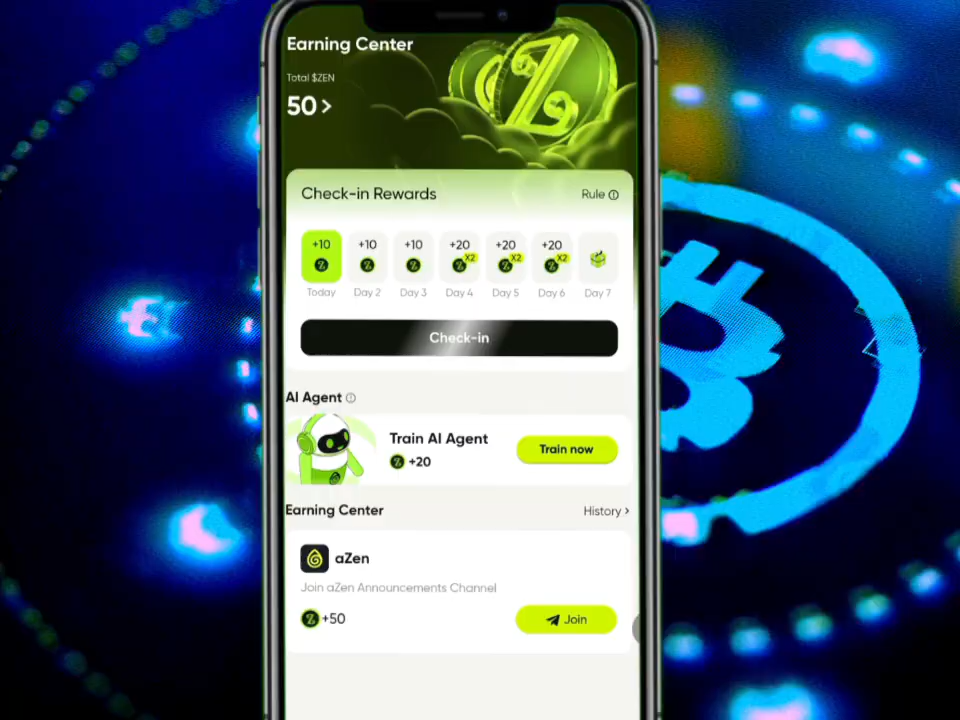 Earning Center
Total $ZEN
50 >
Check-in Rewards
Rule
+10 +10 +10 +20 +20 +20
X2 X2 X2
Today Day 2 Day 3 Day 4 Day 5 Day 6 Day 7
Check-in
AI Agent
Train AI Agent
+20
Train now
Earning Center
History >
aZen
Join aZen Announcements Channel
+50
Join